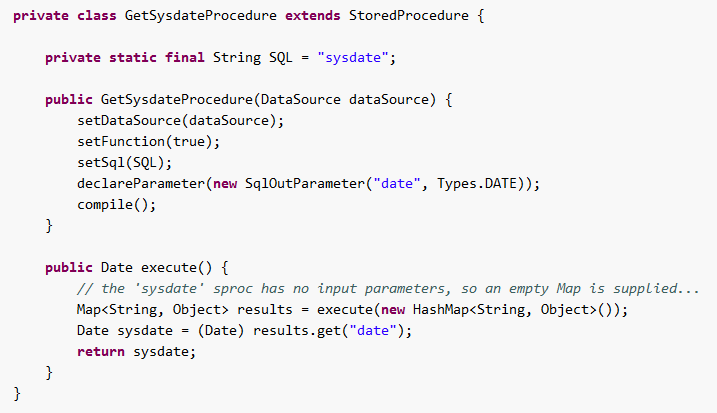 private class GetSysdateProcedure extends StoredProcedure {
private static final String SQL = "sysdate";
public GetSysdateProcedure(DataSource dataSource) {
setDataSource(dataSource);
setFunction(true);
setSql(SQL);
declareParameter(new SqlOutParameter("date", Types.DATE));
compile();
}
public Date execute() {
// the 'sysdate' sproc has no input parameters, so an empty Map is supplied...
Map<String, Object> results = execute(new HashMap<String, Object>());
Date sysdate = (Date) results.get("date");
return sysdate;
}
}